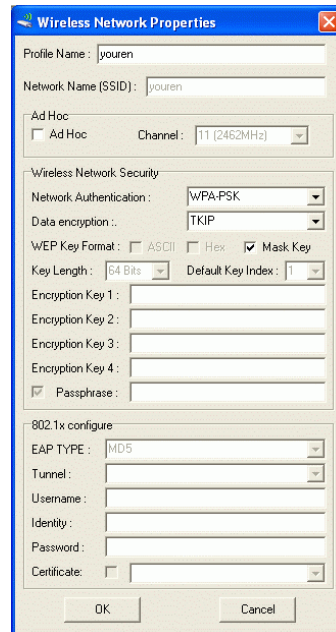 Wireless Network Properties
Profile Name : youren
Network Name (SSID) : youren
Ad Hoc
Ad Hoc Channel : 11 (2462MHz)
Wireless Network Security
Network Authentication : WPA-PSK
Data encryption :. TKIP
WEP Key Format : ASCII Hex Mask Key
Key Length : 64 Bits Default Key Index : 1
Encryption Key 1 :
Encryption Key 2 :
Encryption Key 3 :
Encryption Key 4 :
Passphrase :
802.1x configure
EAP TYPE : MD5
Tunnel :
Username :
Identity :
Password :
Certificate:
OK Cancel